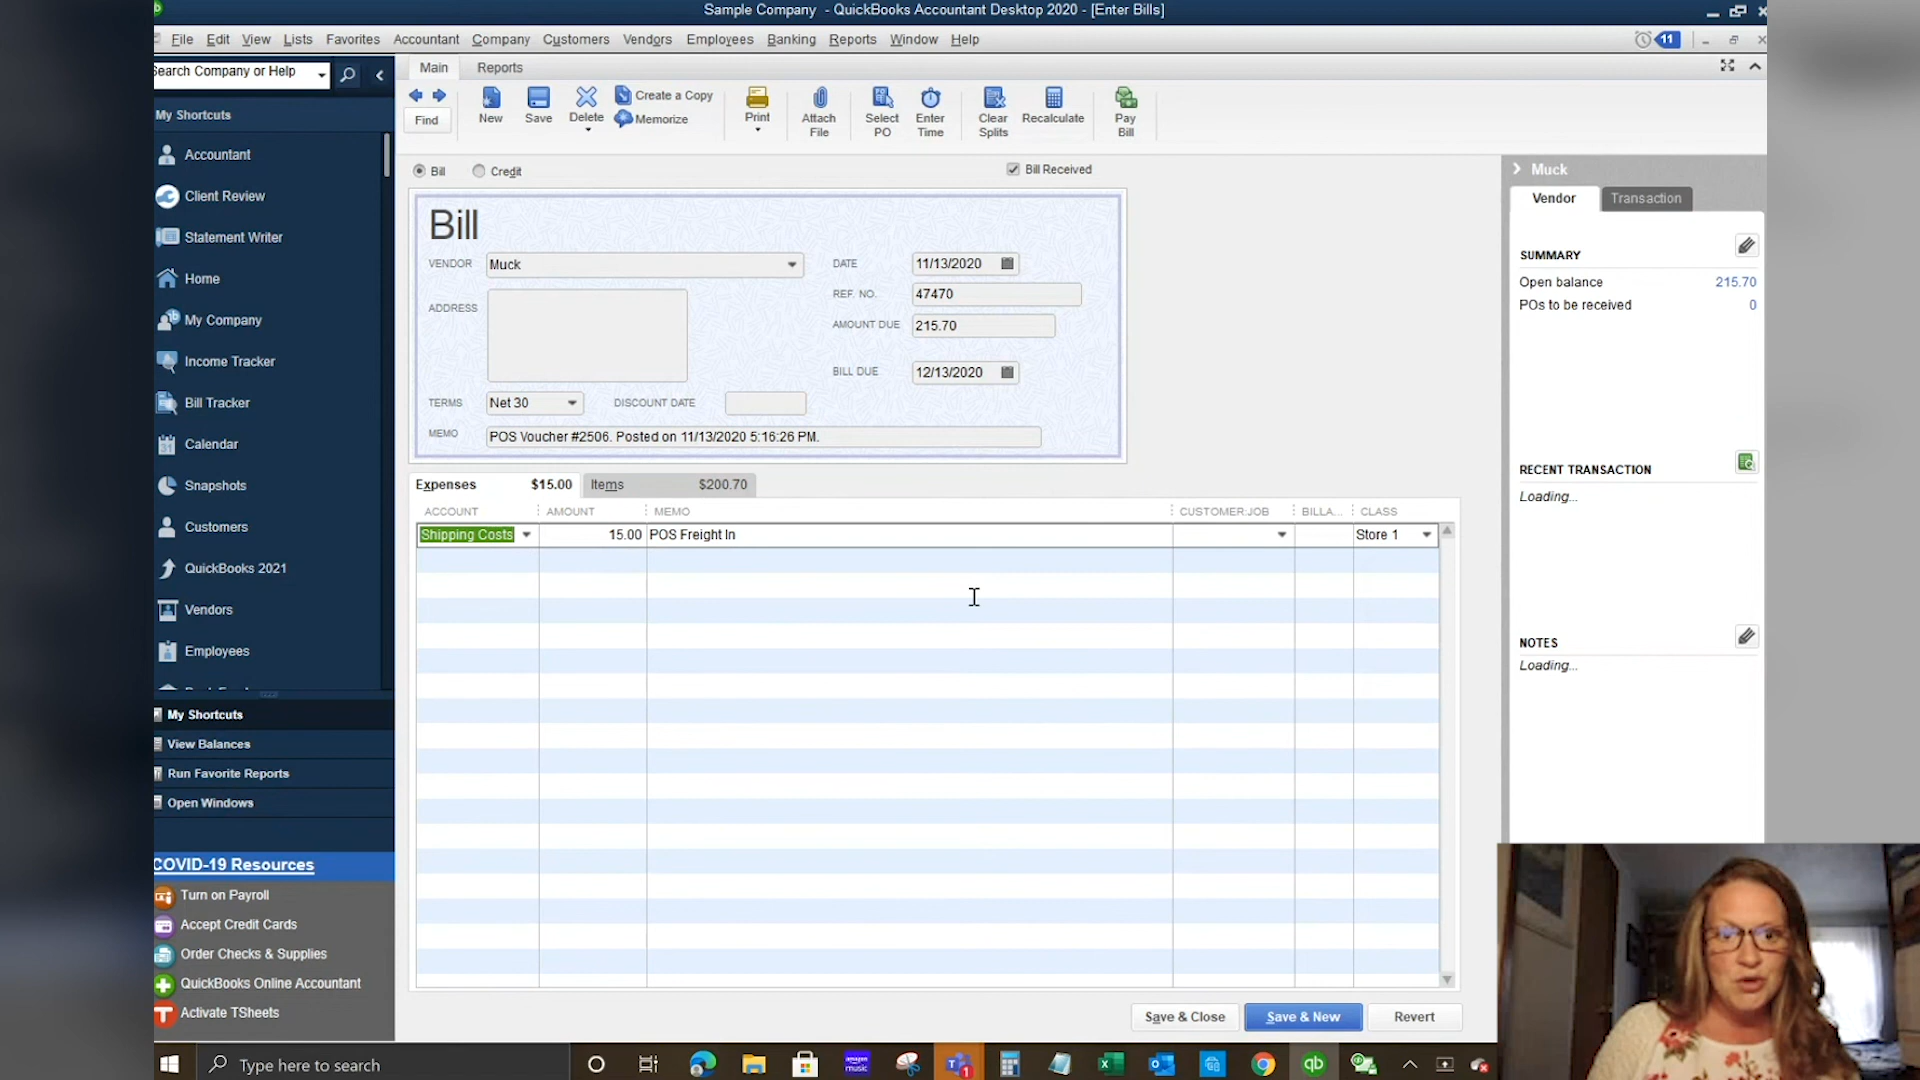 Sample Company - QuickBooks Accountant Desktop 2020 - [Enter Bills]
File Edit View Lists Favorites Accountant Company Customers Vendors Employees Banking Reports Window Help
11
Search Company or Help
Main Reports
Find
New
Save
Delete
Create a Copy
Memorize
Print
Attach File
Select PO
Enter Time
Clear Splits
Recalculate
Pay Bill
My Shortcuts
Accountant
Client Review
Statement Writer
Home
My Company
Income Tracker
Bill Tracker
Calendar
Snapshots
Customers
QuickBooks 2021
Vendors
Employees
My Shortcuts
View Balances
Run Favorite Reports
Open Windows
COVID-19 Resources
Turn on Payroll
Accept Credit Cards
Order Checks & Supplies
QuickBooks Online Accountant
Activate TSheets
Bill Credit
Bill Received
Bill
VENDOR Muck
DATE 11/13/2020
REF. NO. 47470
ADDRESS
AMOUNT DUE 215.70
BILL DUE 12/13/2020
TERMS Net 30 DISCOUNT DATE
MEMO POS Voucher #2506. Posted on 11/13/2020 5:16:26 PM.
Expenses $15.00 Items $200.70
ACCOUNT AMOUNT MEMO CUSTOMER:JOB BILLA... CLASS
Shipping Costs 15.00 POS Freight In Store 1
Save & Close Save & New Revert
Muck
Vendor Transaction
SUMMARY
Open balance 215.70
POs to be received 0
RECENT TRANSACTION
Loading...
NOTES
Loading...
Type here to search
amazon music
1
qb